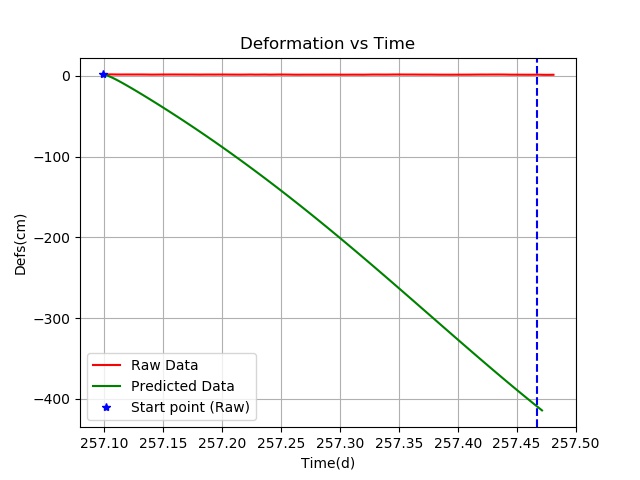 Deformation vs Time
Defs(cm)
0
−100
−200
−300
−400
Raw Data
Predicted Data
Start point (Raw)
257.10 257.15 257.20 257.25 257.30 257.35 257.40 257.45 257.50
Time(d)